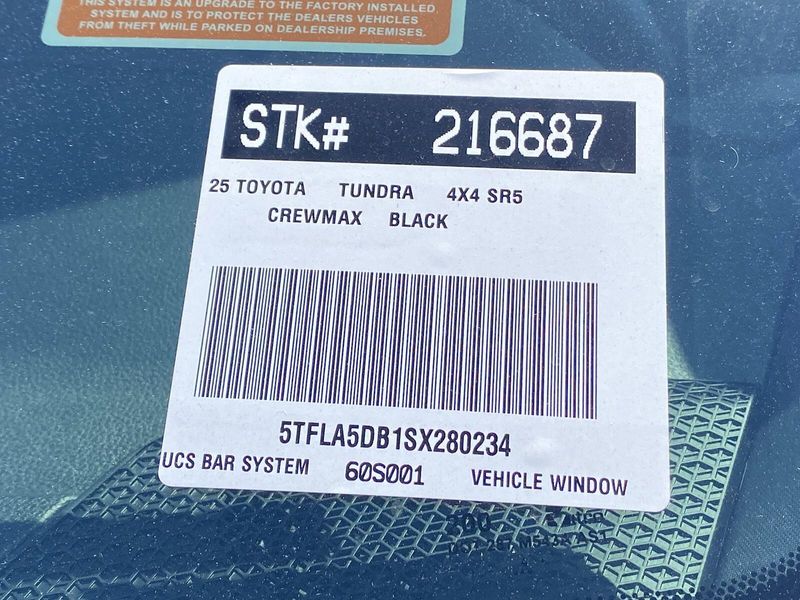 THIS SYSTEM IS AN UPGRADE TO THE FACTORY INSTALLED
SYSTEM AND IS TO PROTECT THE DEALERS VEHICLES
FROM THEFT WHILE PARKED ON DEALERSHIP PREMISES.
STK# 216687
25 TOYOTA TUNDRA 4X4 SR5
CREWMAX BLACK
5TFLA5DB1SX280234
UCS BAR SYSTEM 60S001 VEHICLE WINDOW